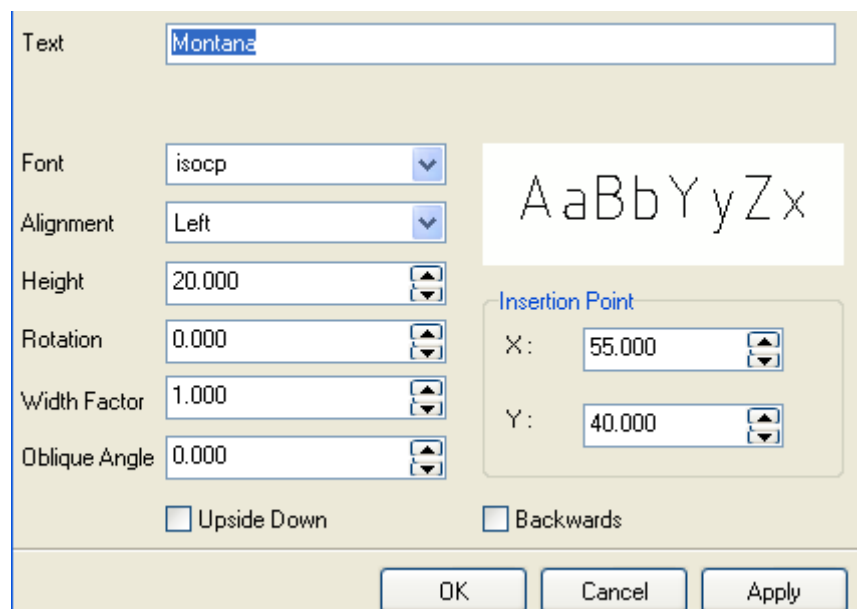 Text Montana
Font isocp
AaBbYyZx
Alignment Left
Height 20.000
Insertion Point
Rotation 0.000
X: 55.000
Width Factor 1.000
Y: 40.000
Oblique Angle 0.000
Upside Down Backwards
OK Cancel Apply